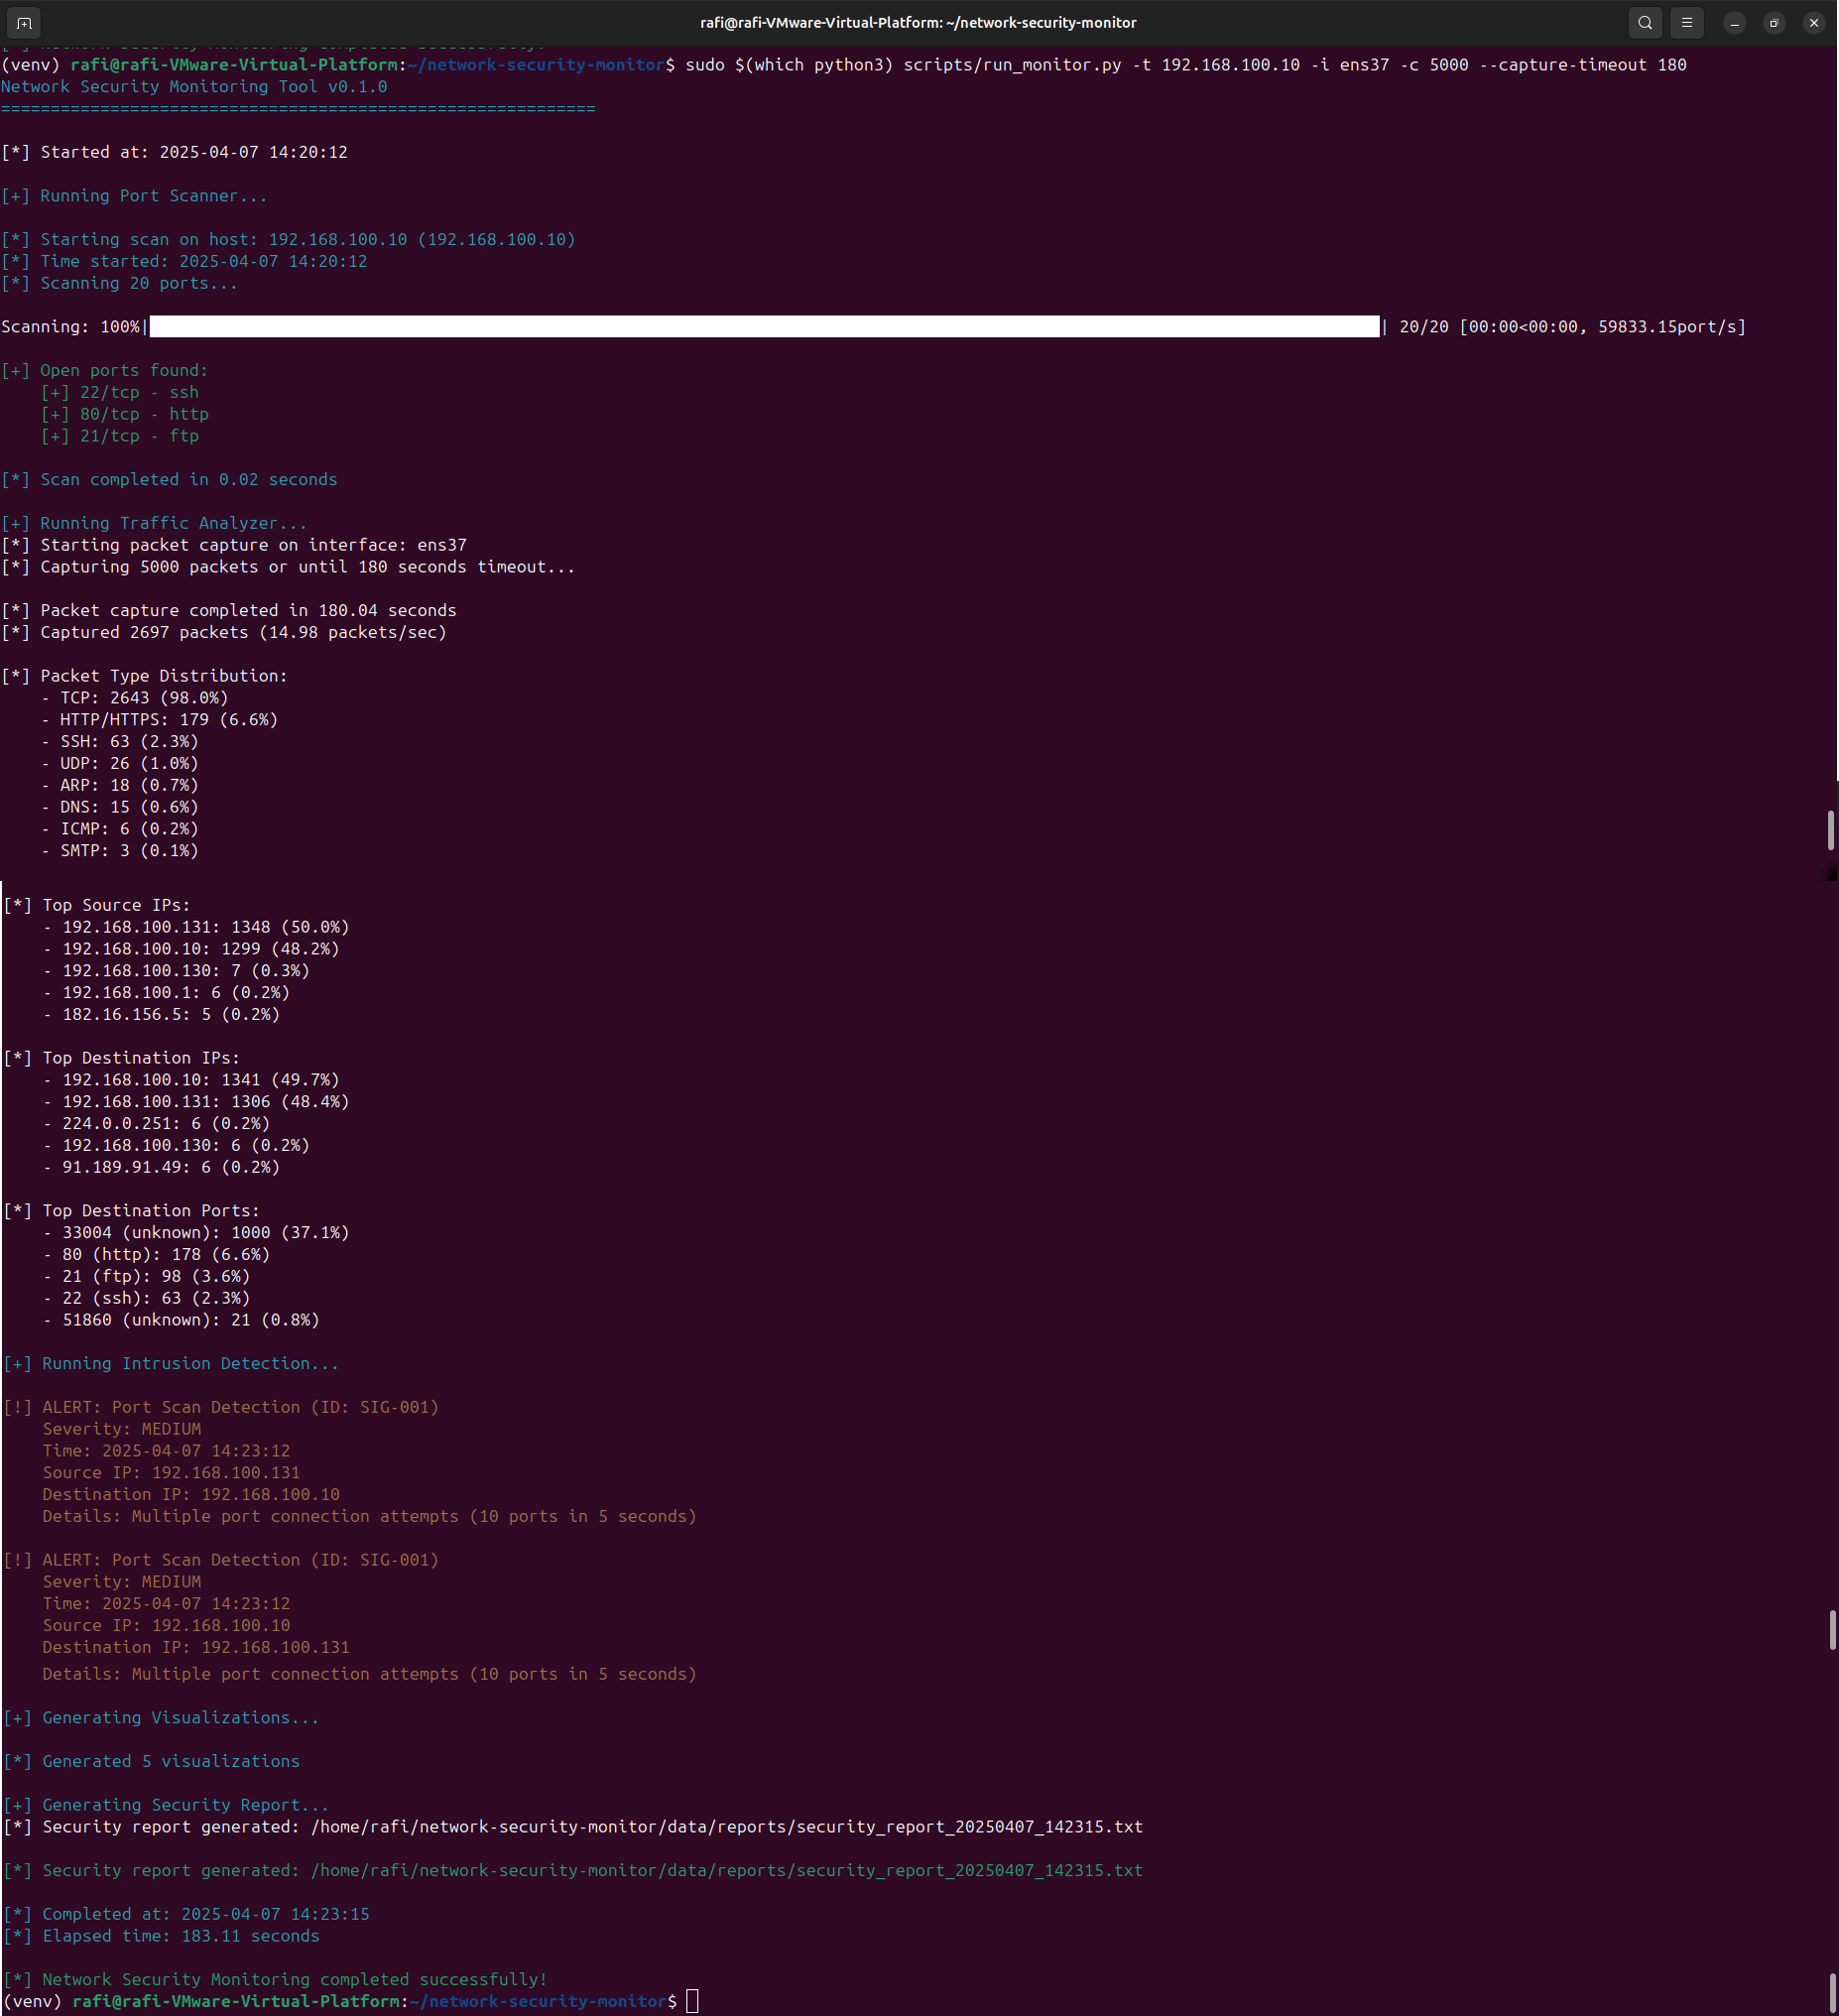 rafi@rafi-VMware-Virtual-Platform: ~/network-security-monitor
(venv) rafi@rafi-VMware-Virtual-Platform:~/network-security-monitor$ sudo $(which python3) scripts/run_monitor.py -t 192.168.100.10 -i ens37 -c 5000 --capture-timeout 180
Network Security Monitoring Tool v0.1.0
============================================================
[*] Started at: 2025-04-07 14:20:12
[+] Running Port Scanner...
[*] Starting scan on host: 192.168.100.10 (192.168.100.10)
[*] Time started: 2025-04-07 14:20:12
[*] Scanning 20 ports...
Scanning: 100%| | 20/20 [00:00<00:00, 59833.15port/s]
[+] Open ports found:
    [+] 22/tcp - ssh
    [+] 80/tcp - http
    [+] 21/tcp - ftp
[*] Scan completed in 0.02 seconds
[+] Running Traffic Analyzer...
[*] Starting packet capture on interface: ens37
[*] Capturing 5000 packets or until 180 seconds timeout...
[*] Packet capture completed in 180.04 seconds
[*] Captured 2697 packets (14.98 packets/sec)
[*] Packet Type Distribution:
    - TCP: 2643 (98.0%)
    - HTTP/HTTPS: 179 (6.6%)
    - SSH: 63 (2.3%)
    - UDP: 26 (1.0%)
    - ARP: 18 (0.7%)
    - DNS: 15 (0.6%)
    - ICMP: 6 (0.2%)
    - SMTP: 3 (0.1%)
[*] Top Source IPs:
    - 192.168.100.131: 1348 (50.0%)
    - 192.168.100.10: 1299 (48.2%)
    - 192.168.100.130: 7 (0.3%)
    - 192.168.100.1: 6 (0.2%)
    - 182.16.156.5: 5 (0.2%)
[*] Top Destination IPs:
    - 192.168.100.10: 1341 (49.7%)
    - 192.168.100.131: 1306 (48.4%)
    - 224.0.0.251: 6 (0.2%)
    - 192.168.100.130: 6 (0.2%)
    - 91.189.91.49: 6 (0.2%)
[*] Top Destination Ports:
    - 33004 (unknown): 1000 (37.1%)
    - 80 (http): 178 (6.6%)
    - 21 (ftp): 98 (3.6%)
    - 22 (ssh): 63 (2.3%)
    - 51860 (unknown): 21 (0.8%)
[+] Running Intrusion Detection...
[!] ALERT: Port Scan Detection (ID: SIG-001)
    Severity: MEDIUM
    Time: 2025-04-07 14:23:12
    Source IP: 192.168.100.131
    Destination IP: 192.168.100.10
    Details: Multiple port connection attempts (10 ports in 5 seconds)
[!] ALERT: Port Scan Detection (ID: SIG-001)
    Severity: MEDIUM
    Time: 2025-04-07 14:23:12
    Source IP: 192.168.100.10
    Destination IP: 192.168.100.131
    Details: Multiple port connection attempts (10 ports in 5 seconds)
[+] Generating Visualizations...
[*] Generated 5 visualizations
[+] Generating Security Report...
[*] Security report generated: /home/rafi/network-security-monitor/data/reports/security_report_20250407_142315.txt
[*] Security report generated: /home/rafi/network-security-monitor/data/reports/security_report_20250407_142315.txt
[*] Completed at: 2025-04-07 14:23:15
[*] Elapsed time: 183.11 seconds
[*] Network Security Monitoring completed successfully!
(venv) rafi@rafi-VMware-Virtual-Platform:~/network-security-monitor$